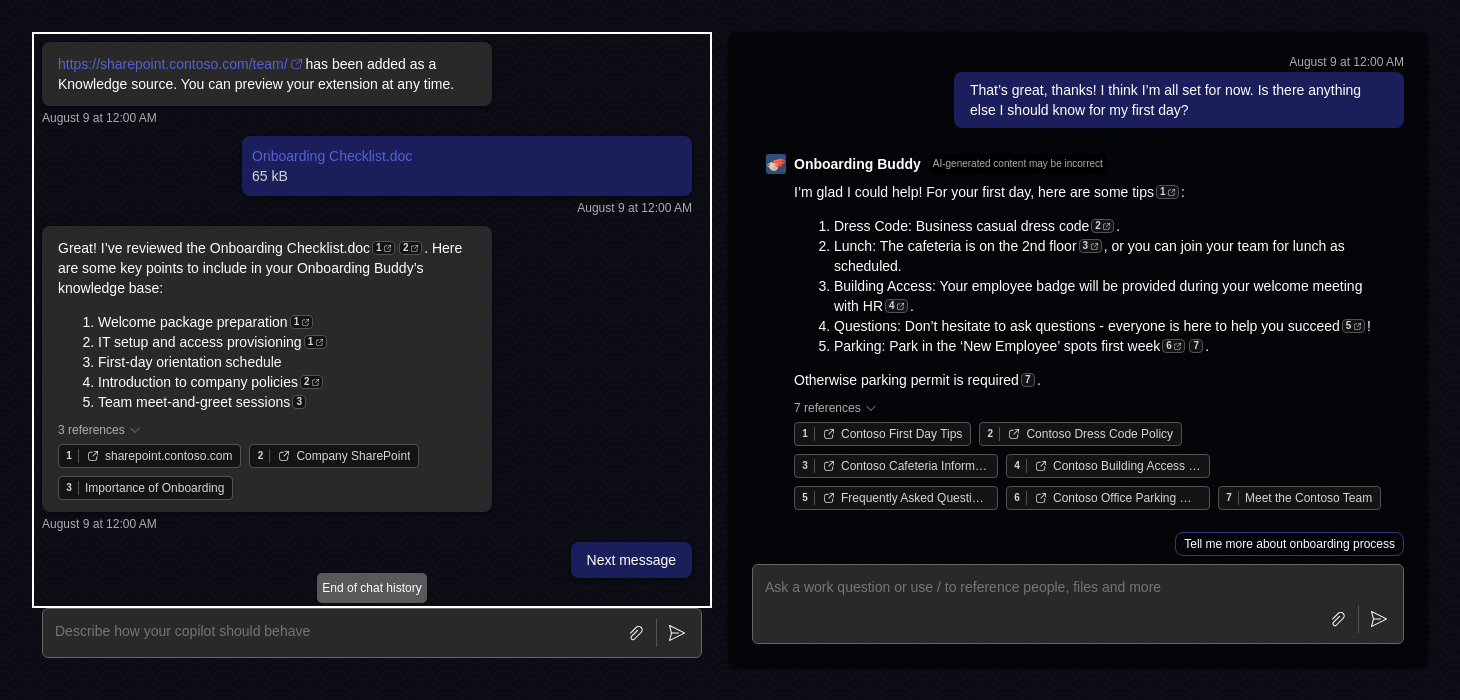 https://sharepoint.contoso.com/team/ has been added as a
Knowledge source. You can preview your extension at any time.
August 9 at 12:00 AM
Onboarding Checklist.doc
65 kB
August 9 at 12:00 AM
Great! I’ve reviewed the Onboarding Checklist.doc 1 2 . Here
are some key points to include in your Onboarding Buddy’s
knowledge base:
1. Welcome package preparation 1
2. IT setup and access provisioning 1
3. First-day orientation schedule
4. Introduction to company policies 2
5. Team meet-and-greet sessions 3
3 references
1 sharepoint.contoso.com 2 Company SharePoint
3 Importance of Onboarding
August 9 at 12:00 AM
Next message
End of chat history
Describe how your copilot should behave
August 9 at 12:00 AM
That’s great, thanks! I think I’m all set for now. Is there anything
else I should know for my first day?
Onboarding Buddy AI-generated content may be incorrect
I’m glad I could help! For your first day, here are some tips 1 :
1. Dress Code: Business casual dress code 2 .
2. Lunch: The cafeteria is on the 2nd floor 3 , or you can join your team for lunch as
scheduled.
3. Building Access: Your employee badge will be provided during your welcome meeting
with HR 4 .
4. Questions: Don’t hesitate to ask questions - everyone is here to help you succeed 5 !
5. Parking: Park in the ‘New Employee’ spots first week 6 7 .
Otherwise parking permit is required 7 .
7 references
1 Contoso First Day Tips 2 Contoso Dress Code Policy
3 Contoso Cafeteria Inform… 4 Contoso Building Access …
5 Frequently Asked Questi… 6 Contoso Office Parking … 7 Meet the Contoso Team
Tell me more about onboarding process
Ask a work question or use / to reference people, files and more